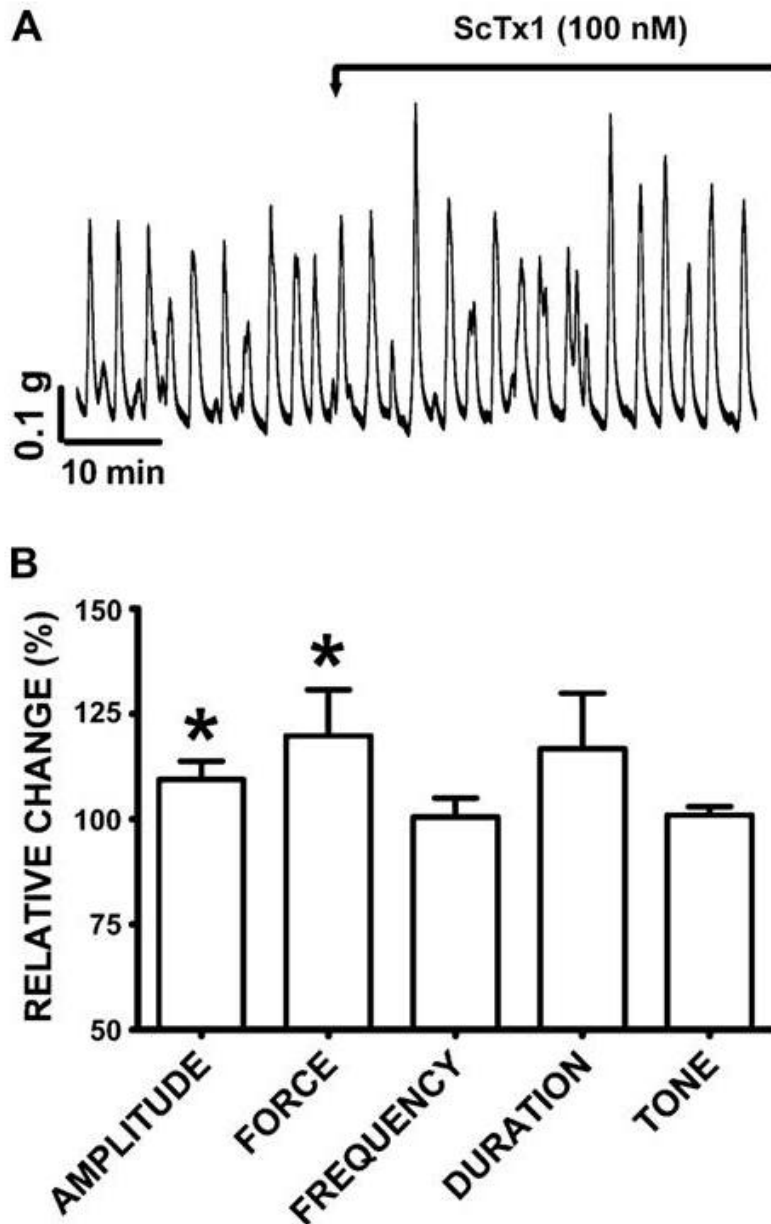 A
ScTx1 (100 nM)
0.1 g
10 min
B
RELATIVE CHANGE (%)
150
125
100
75
50
*
*
AMPLITUDE
FORCE
FREQUENCY
DURATION
TONE